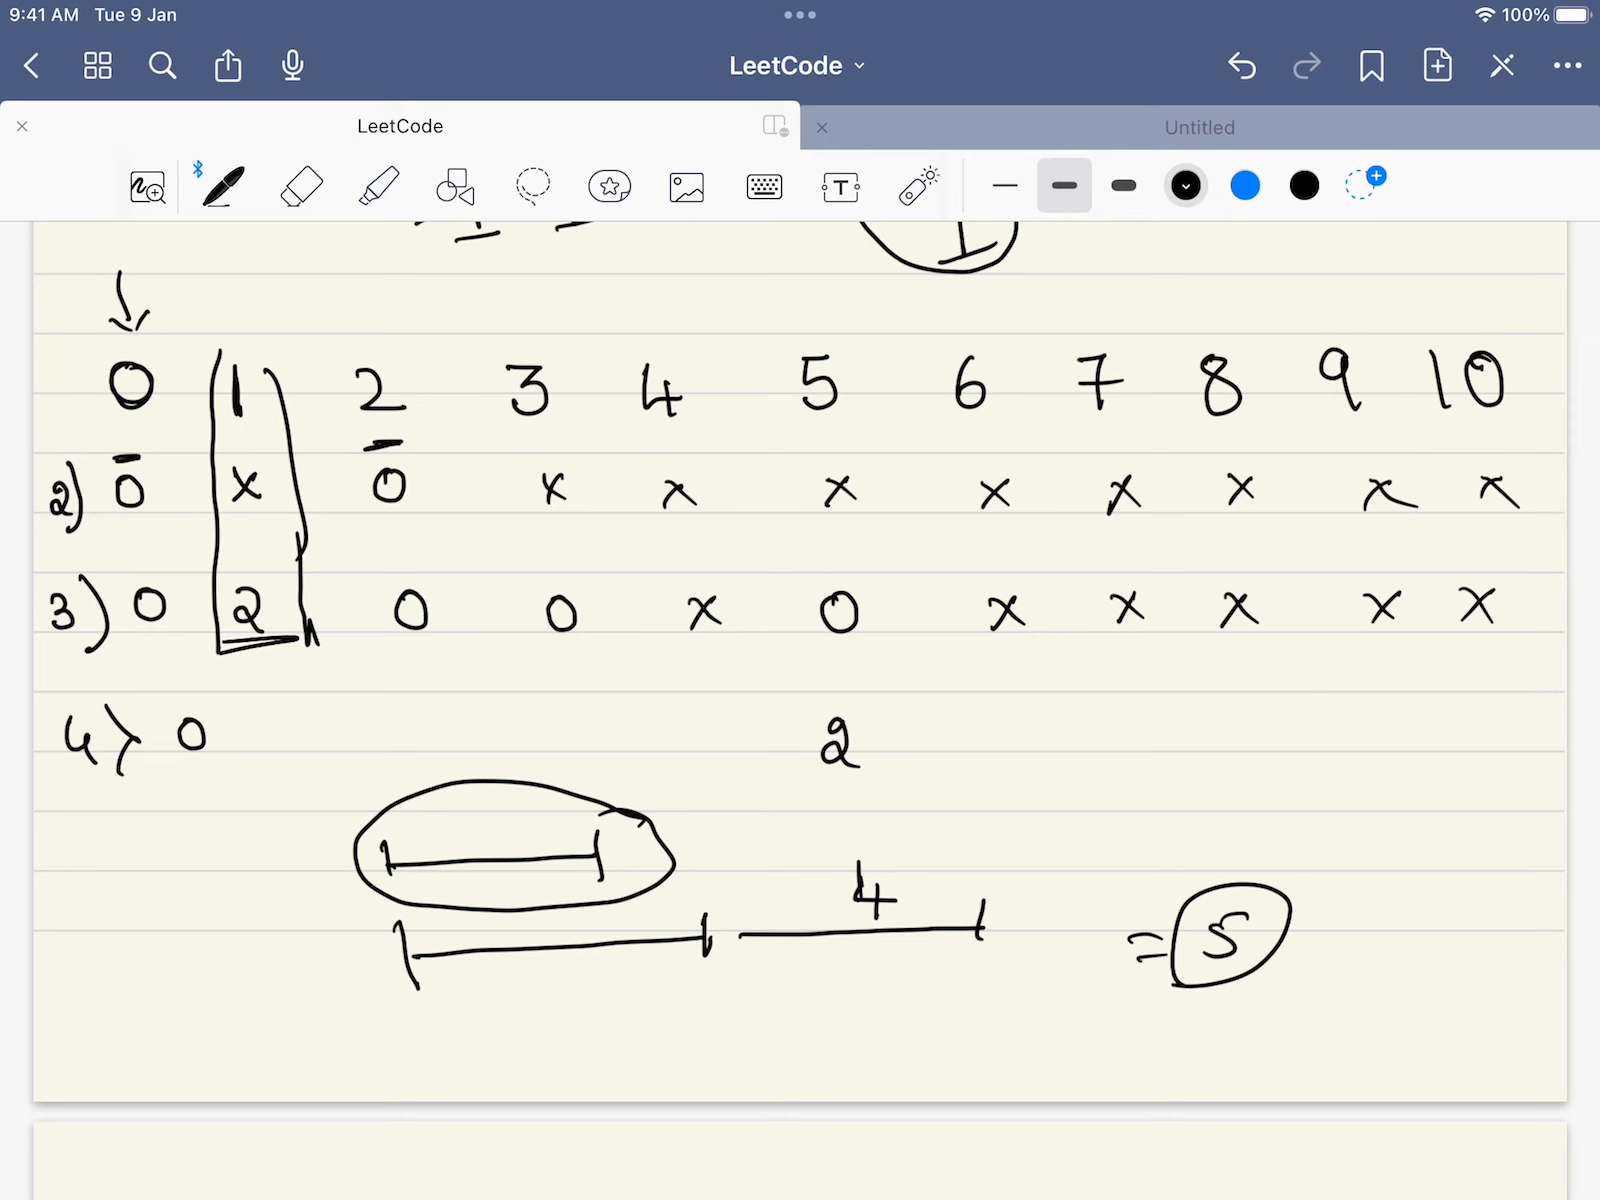 9:41 AM Tue 9 Jan
100%
LeetCode
LeetCode
Untitled
T
0 1 2 3 4 5 6 7 8 9 10
2) 0 x 0 x x x x x x x x
3) 0 2 0 0 x 0 x x x x x
4) 0 2
4
= 5